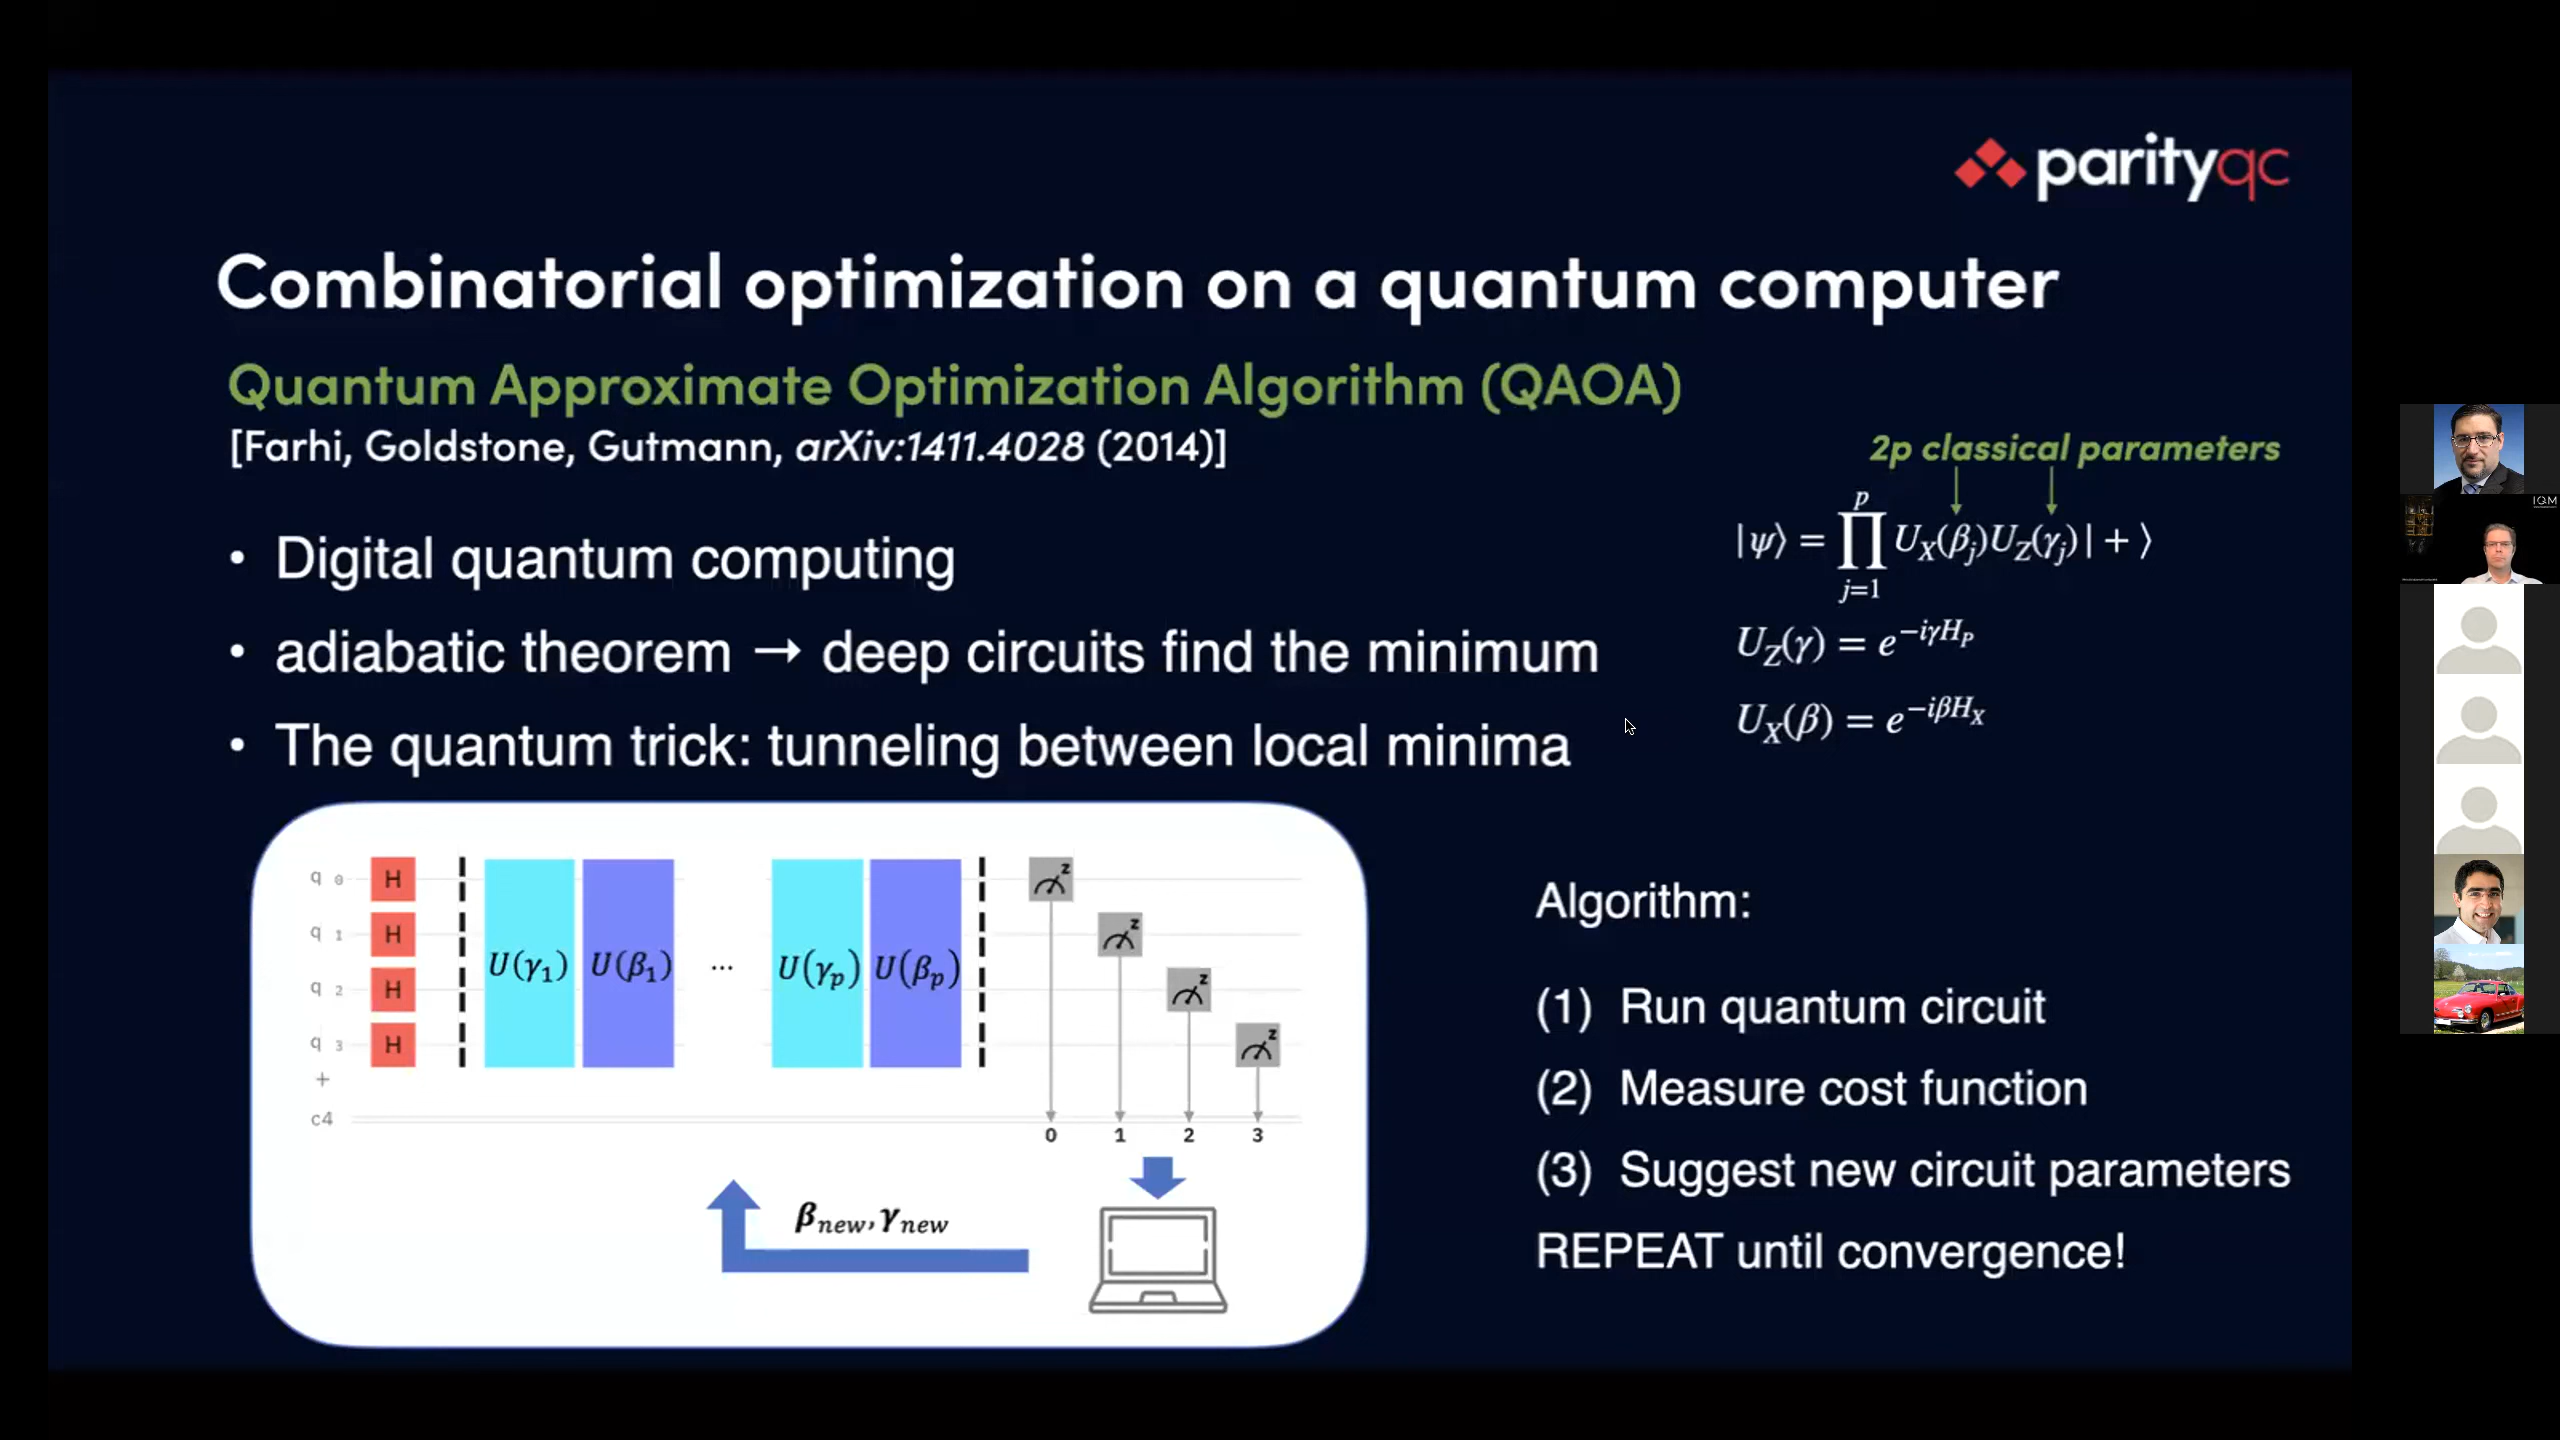 parityqc
Combinatorial optimization on a quantum computer
Quantum Approximate Optimization Algorithm (QAOA)
[Farhi, Goldstone, Gutmann, arXiv:1411.4028 (2014)]
2p classical parameters
|ψ⟩ = ∏_{j=1}^{p} U_X(β_j)U_Z(γ_j)| + ⟩
U_Z(γ) = e^{−iγH_P}
U_X(β) = e^{−iβH_X}
• Digital quantum computing
• adiabatic theorem → deep circuits find the minimum
• The quantum trick: tunneling between local minima
q 0 H z
q 1 H z
q 2 H z
q 3 H z
U(γ₁) U(β₁) ... U(γ_p) U(β_p)
+
c4
0 1 2 3
β_new, γ_new
Algorithm:
(1) Run quantum circuit
(2) Measure cost function
(3) Suggest new circuit parameters
REPEAT until convergence!
IQM